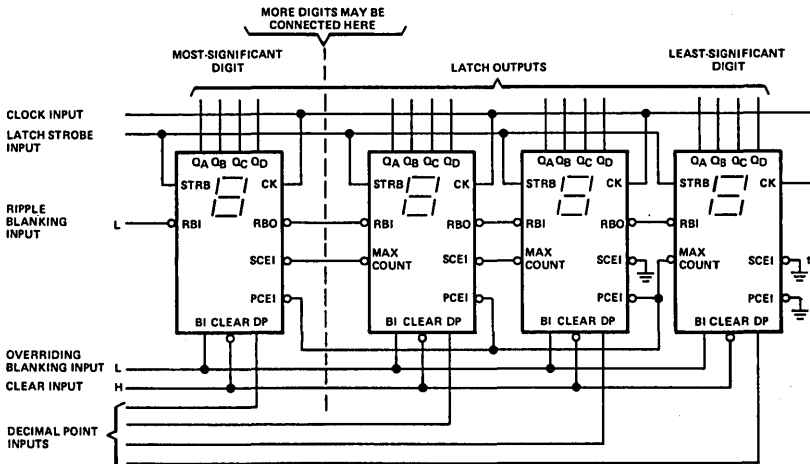 MORE DIGITS MAY BE
CONNECTED HERE
MOST-SIGNIFICANT
DIGIT
LATCH OUTPUTS
LEAST-SIGNIFICANT
DIGIT
CLOCK INPUT
LATCH STROBE
INPUT
QA QB QC QD
QA QB QC QD
QA QB QC QD
QA QB QC QD
STRB CK
STRB CK
STRB CK
STRB CK
RIPPLE
BLANKING
INPUT
L
RBI RBO
RBI RBO
RBI RBO
RBI
SCEI
MAX
COUNT
SCEI
MAX
COUNT
SCEI
MAX
COUNT
SCEI
PCEI
PCEI
PCEI
PCEI
BI CLEAR DP
BI CLEAR DP
BI CLEAR DP
BI CLEAR DP
OVERRIDING
BLANKING INPUT L
CLEAR INPUT H
DECIMAL POINT
INPUTS